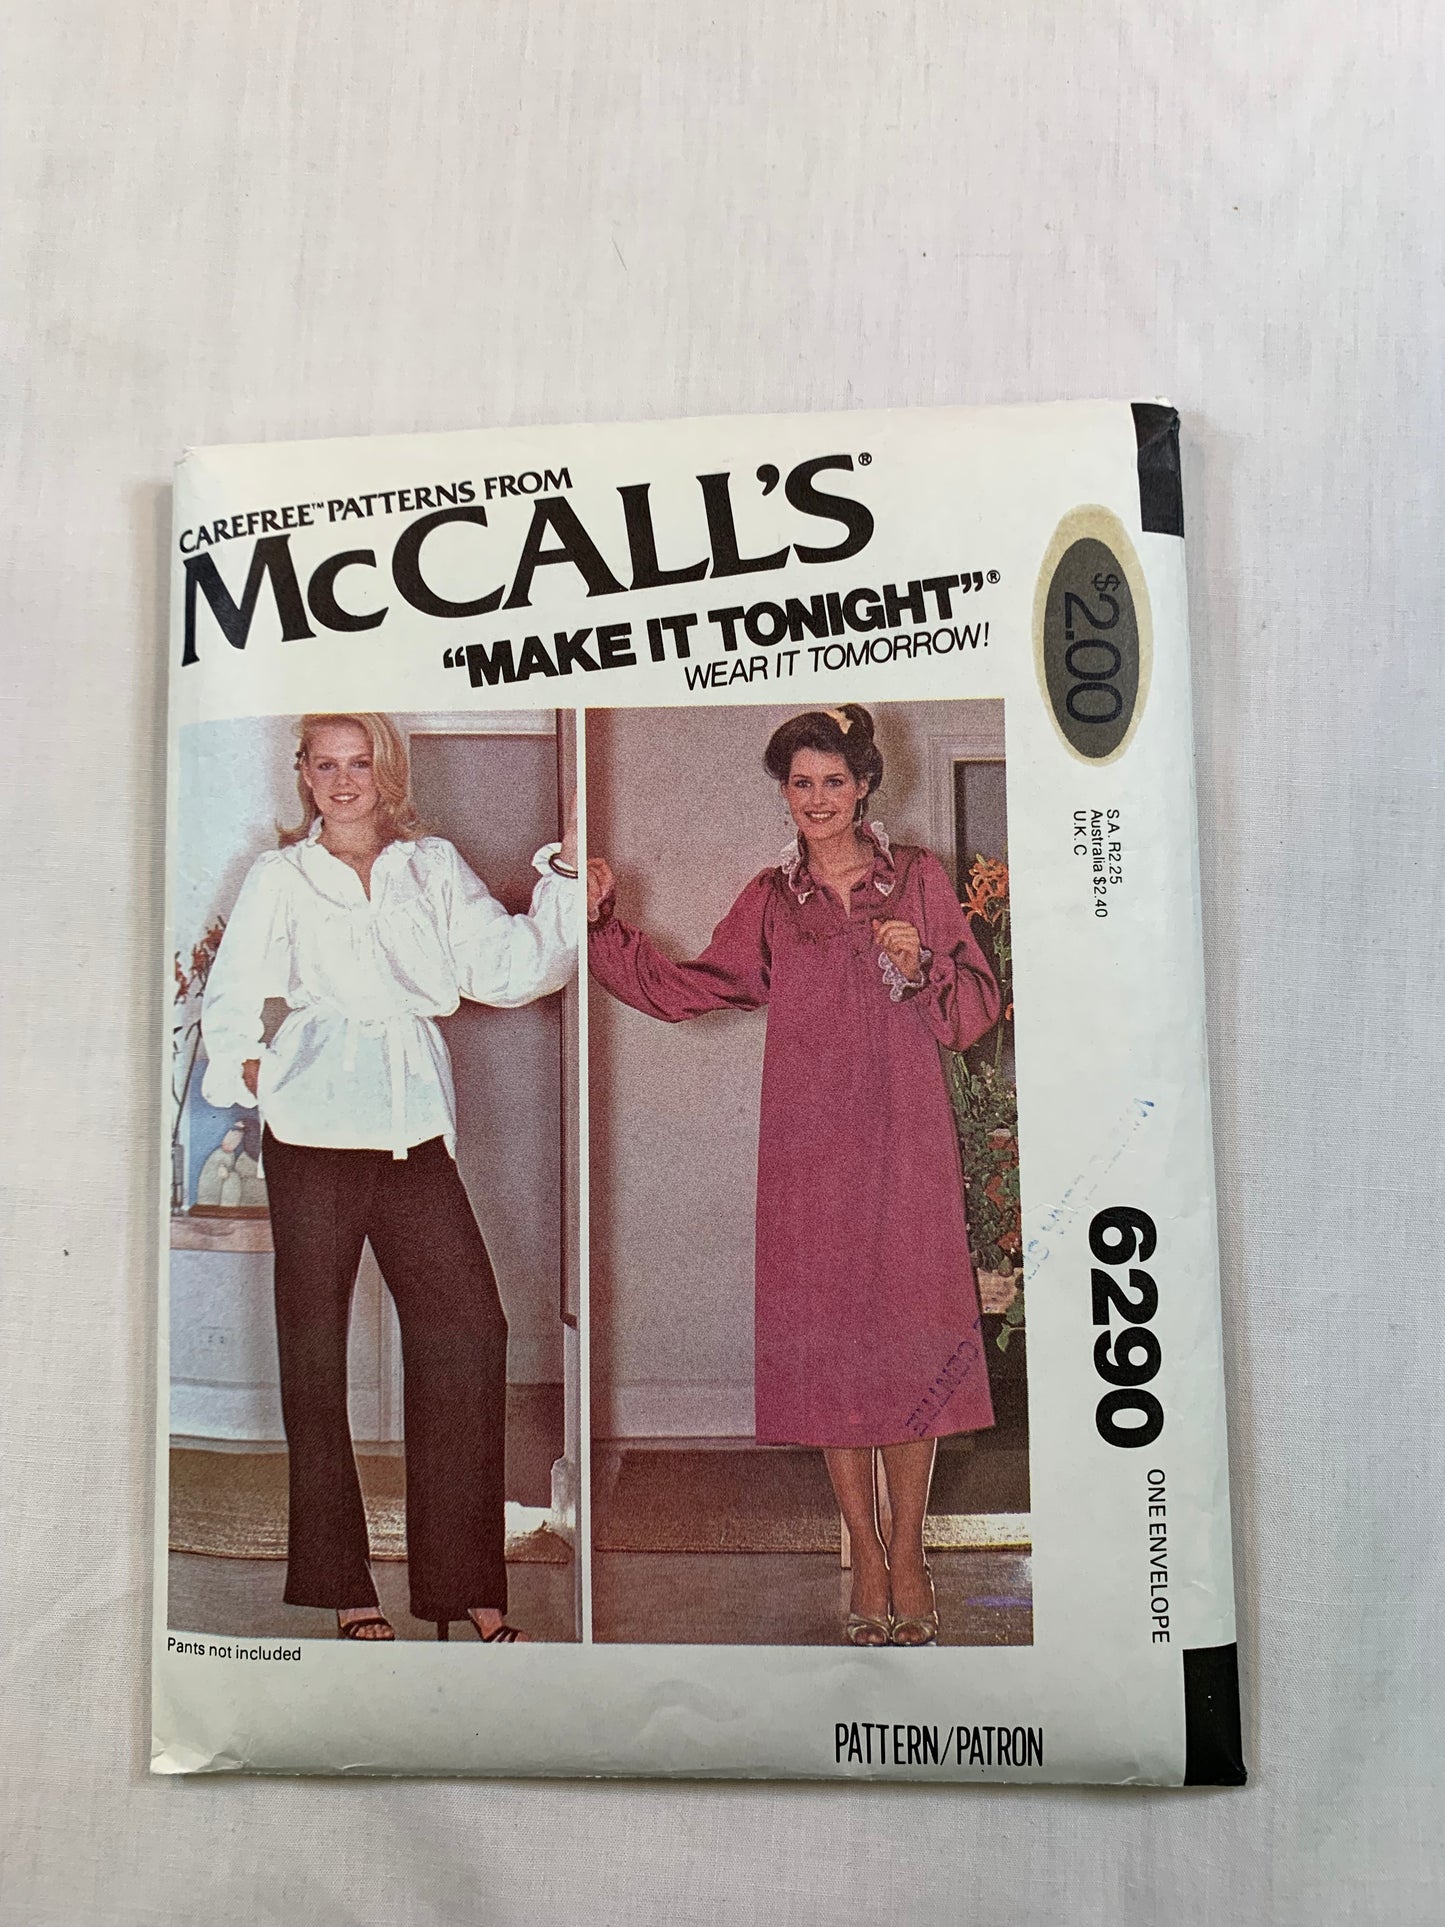 CAREFREE™ PATTERNS FROM
McCALL'S®
"MAKE IT TONIGHT"®
WEAR IT TOMORROW!
$2.00
S.A. R2.25
Australia $2.40
U.K. C
6290
ONE ENVELOPE
CENTRE
Pants not included
PATTERN/PATRON